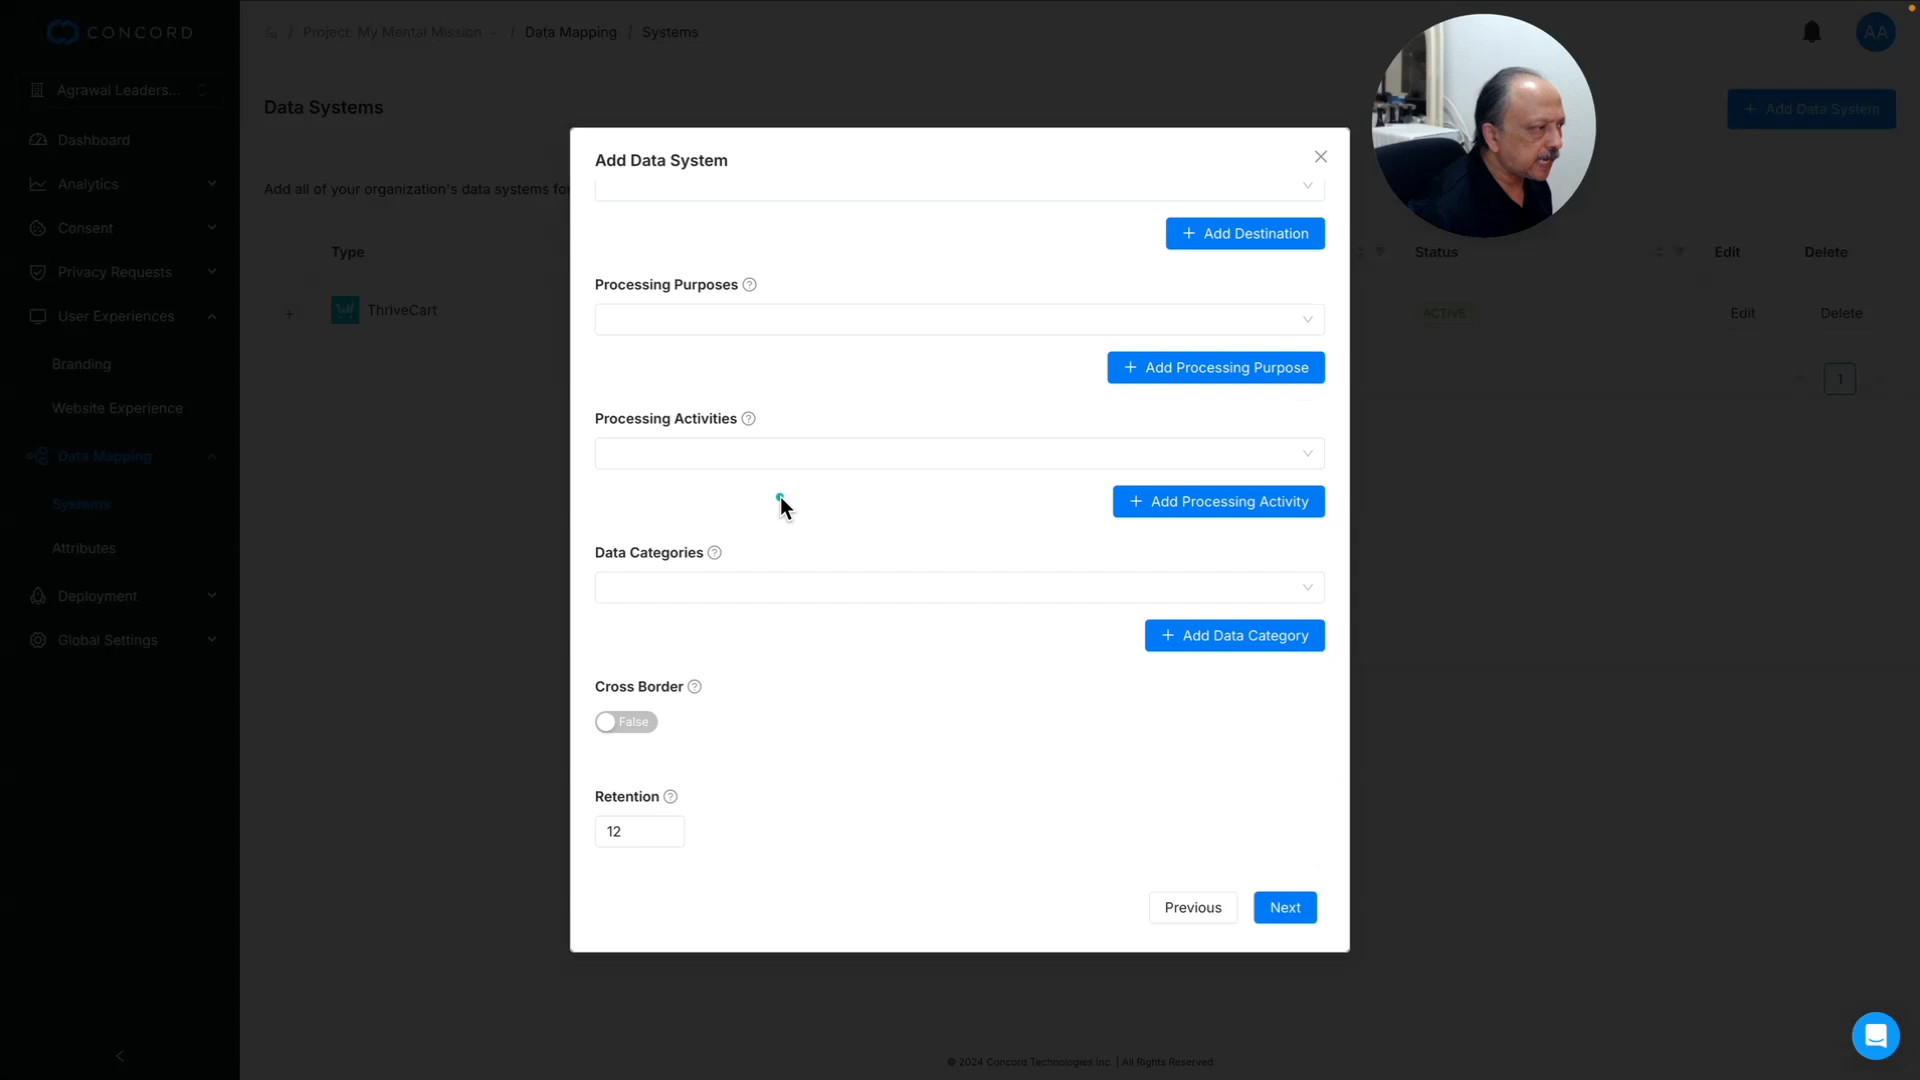 CONCORD
Project: My Mental Mission / Data Mapping / Systems
AA
Agrawal Leaders...
Data Systems
+ Add Data System
Dashboard
Analytics
Consent
Privacy Requests
User Experiences
Branding
Website Experience
Data Mapping
Systems
Attributes
Deployment
Global Settings
Add all of your organization's data systems fo
Type
Status
Edit
Delete
ThriveCart
ACTIVE
Edit
Delete
1
Add Data System
+ Add Destination
Processing Purposes
+ Add Processing Purpose
Processing Activities
+ Add Processing Activity
Data Categories
+ Add Data Category
Cross Border
False
Retention
12
Previous
Next
© 2024 Concord Technologies Inc. | All Rights Reserved